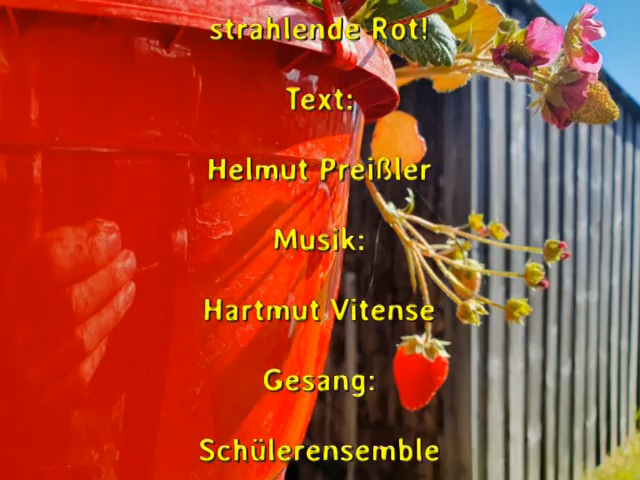 strahlende Rot!
Text:
Helmut Preißler
Musik:
Hartmut Vitense
Gesang:
Schülerensemble